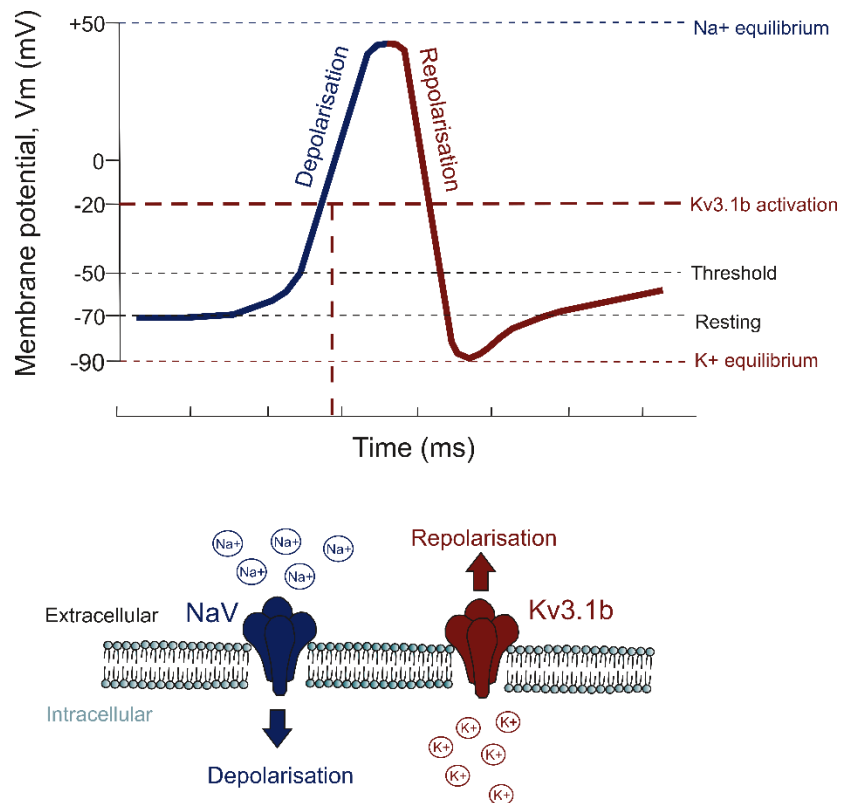 Membrane potential, Vm (mV)
+50
0
-20
-50
-70
-90
Depolarisation
Repolarisation
Na+ equilibrium
Kv3.1b activation
Threshold
Resting
K+ equilibrium
Time (ms)
Na+
Na+
Na+
Na+
Na+
Repolarisation
NaV
Kv3.1b
Extracellular
Intracellular
Depolarisation
K+
K+
K+
K+
K+
K+